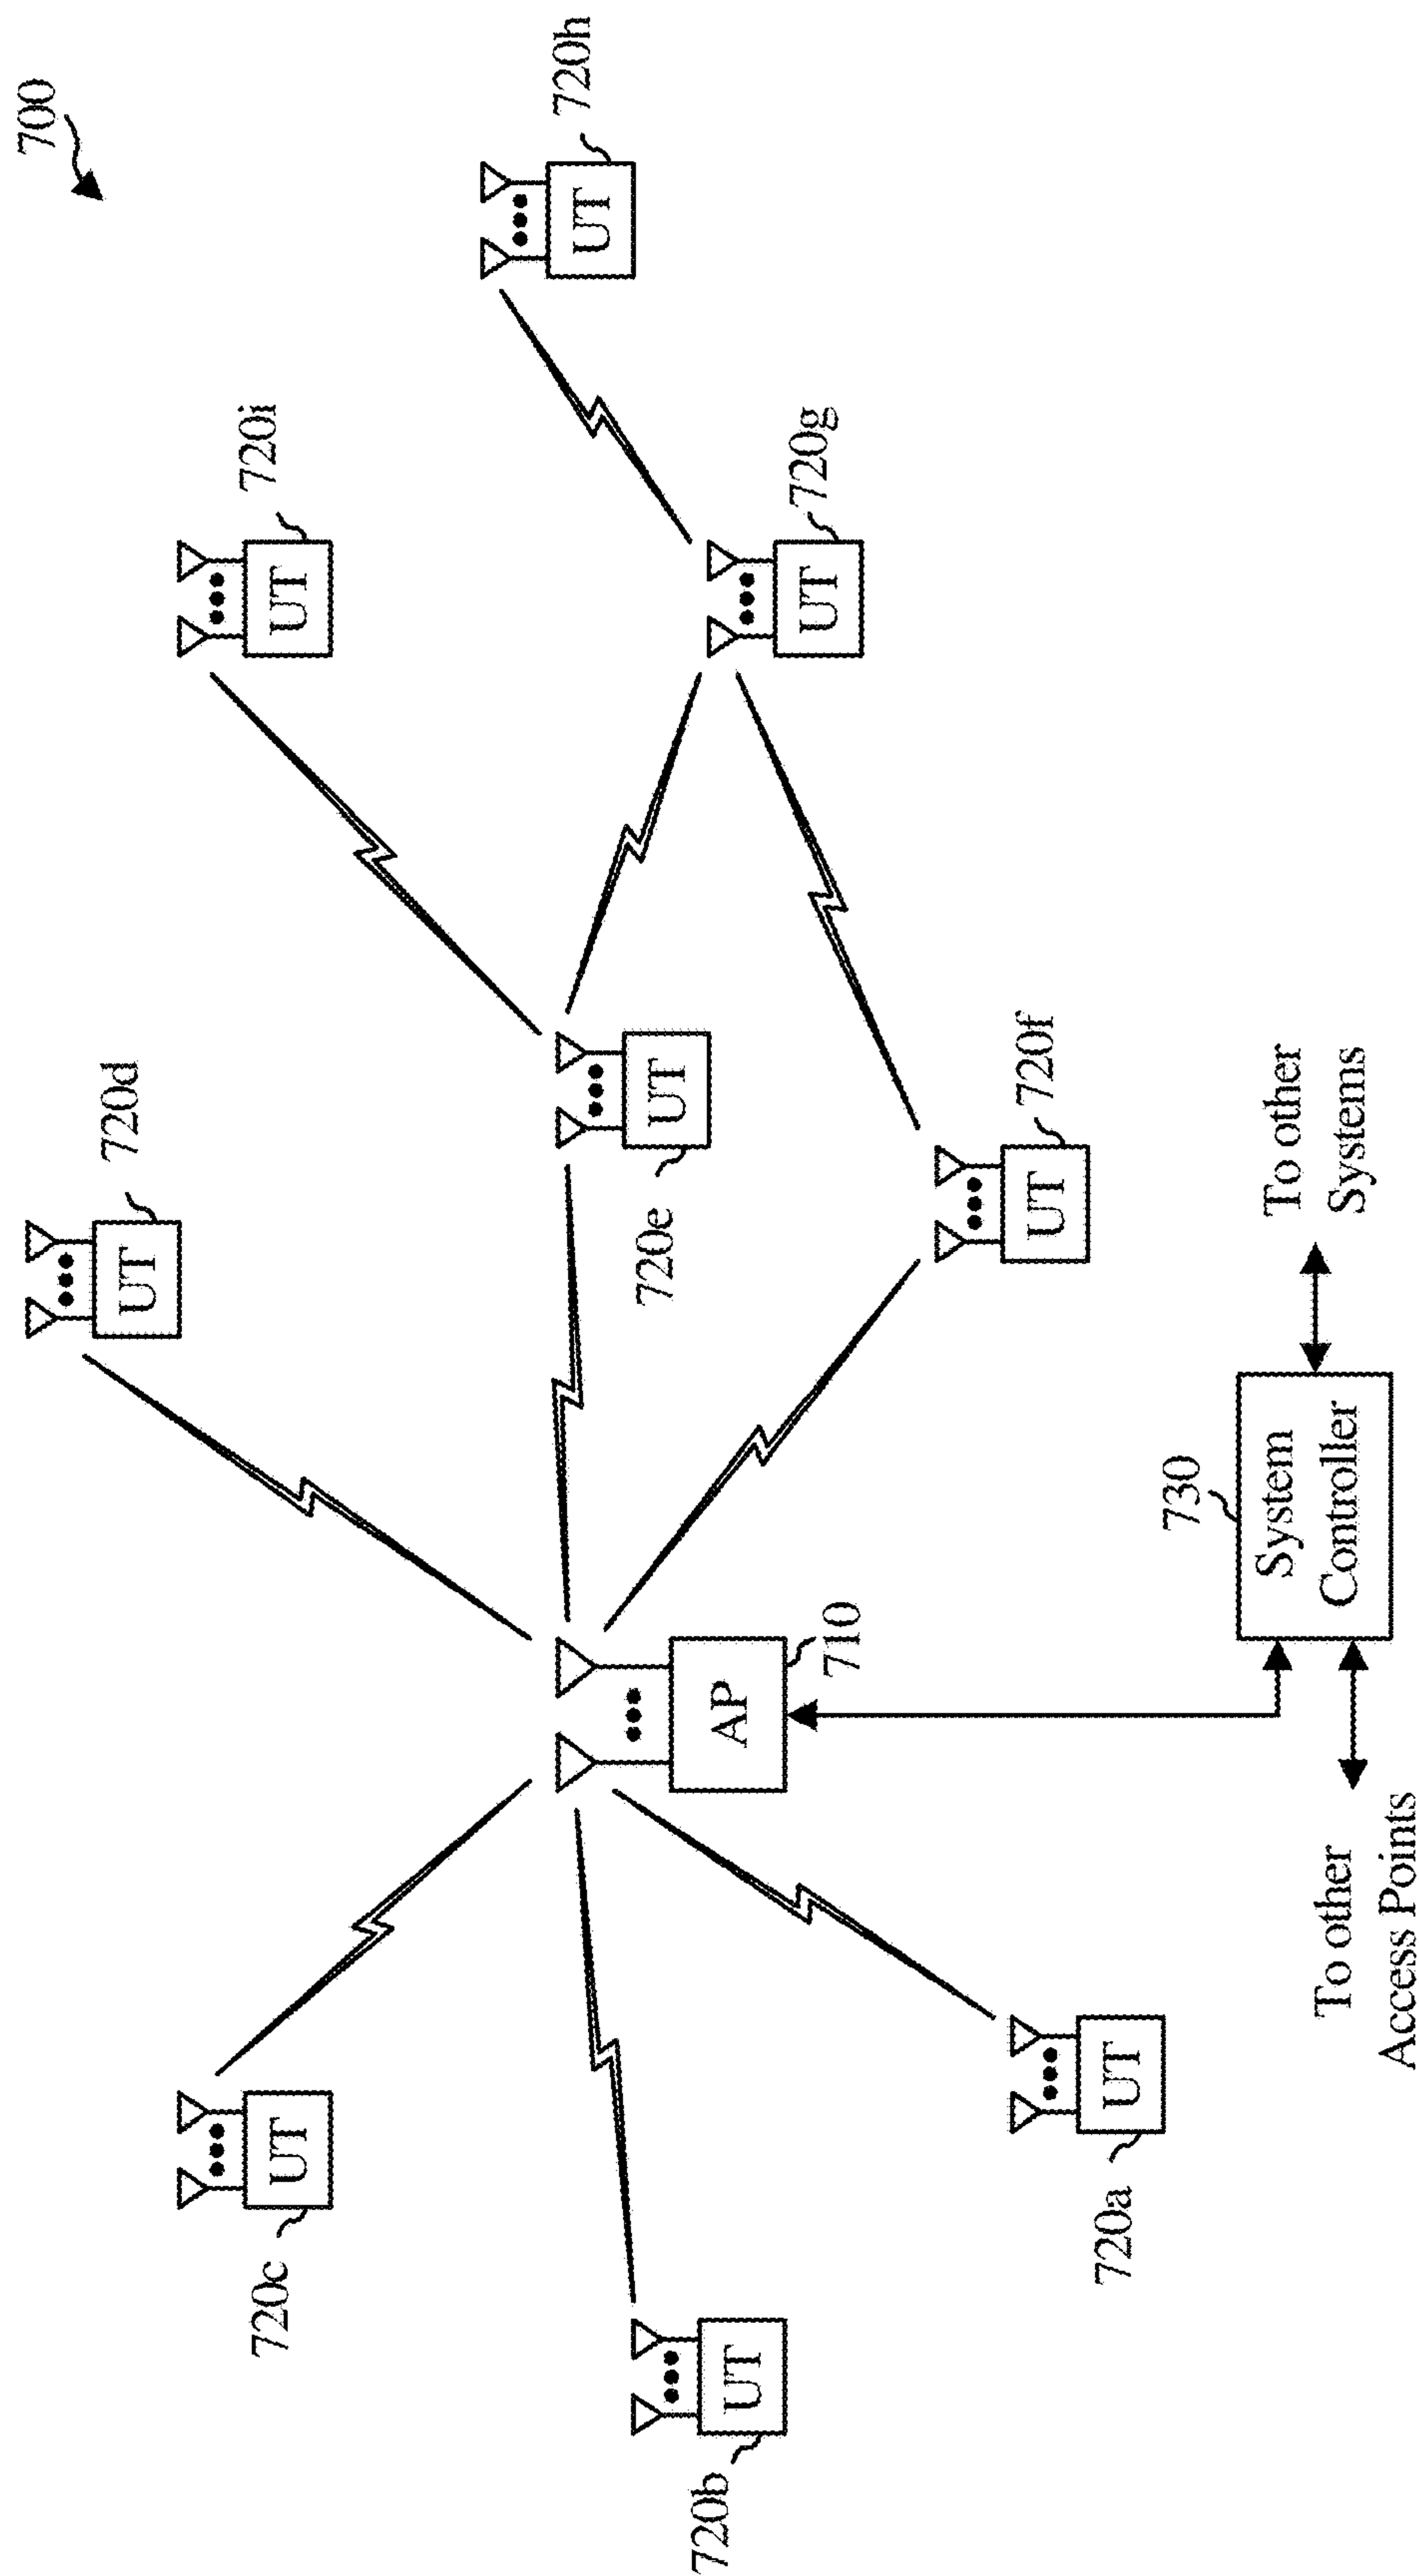 700
720d
UT
720c
UT
720i
UT
720h
UT
UT
720e
AP
710
720b
UT
UT
720g
UT
720f
720a
UT
730
System
Controller
To other
Systems
To other
Access Points